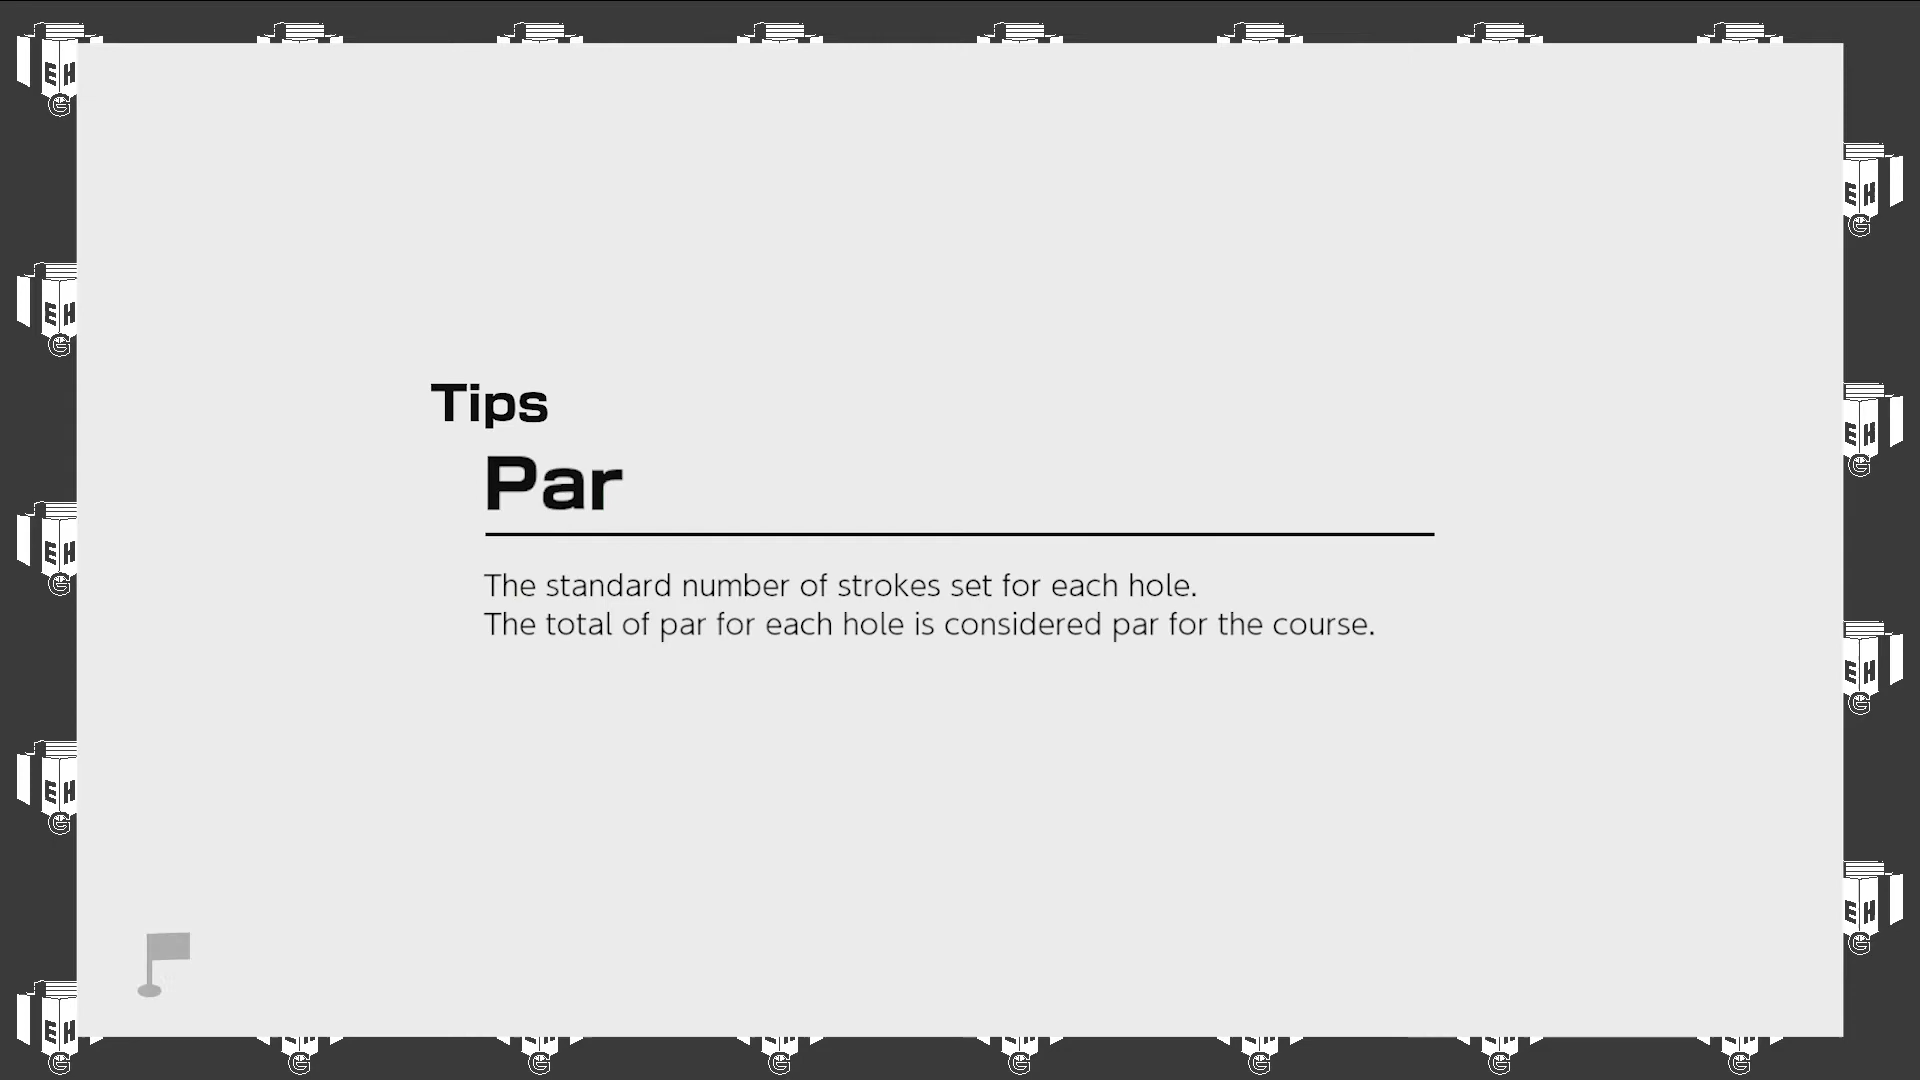 Tips
Par
The standard number of strokes set for each hole.
The total of par for each hole is considered par for the course.